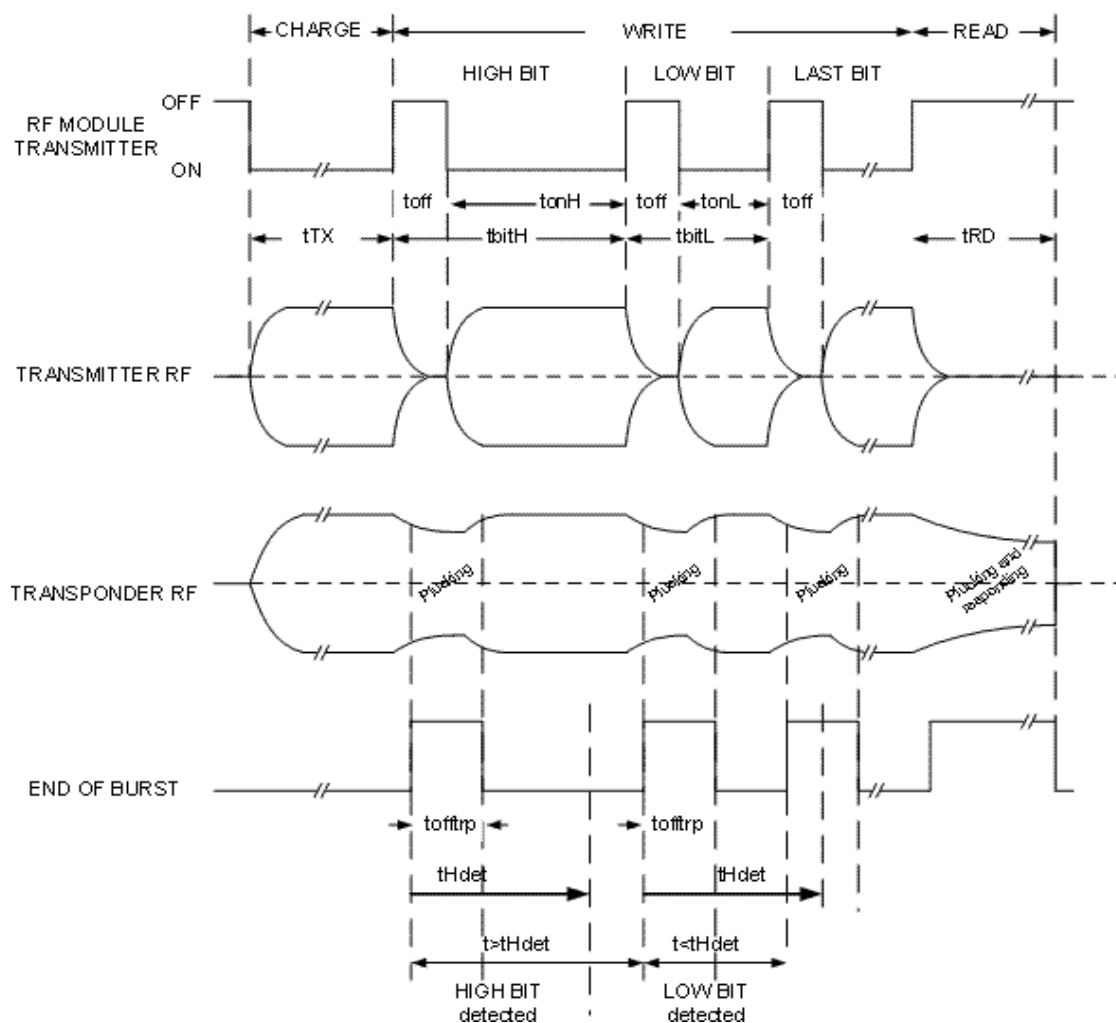 CHARGE
WRITE
READ
HIGH BIT
LOW BIT
LAST BIT
OFF
RF MODULE
TRANSMITTER
ON
toff
tonH
toff
tonL
toff
tTX
tbitH
tbitL
tRD
TRANSMITTER RF
TRANSPONDER RF
Plucking
Plucking
Plucking
Plucking and
responding
END OF BURST
tofftrp
tofftrp
tHdet
tHdet
t>tHdet
t<tHdet
HIGH BIT
detected
LOW BIT
detected